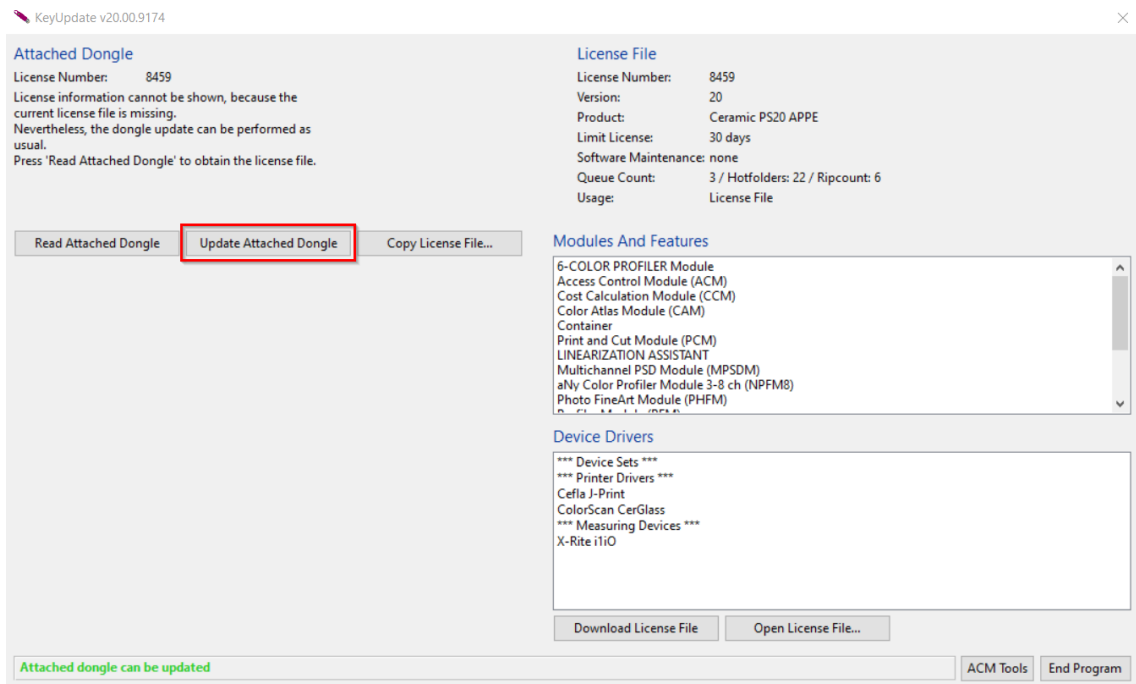 KeyUpdate v20.00.9174
Attached Dongle
License Number: 8459
License information cannot be shown, because the
current license file is missing.
Nevertheless, the dongle update can be performed as
usual.
Press 'Read Attached Dongle' to obtain the license file.
Read Attached Dongle
Update Attached Dongle
Copy License File...
License File
License Number: 8459
Version: 20
Product: Ceramic PS20 APPE
Limit License: 30 days
Software Maintenance: none
Queue Count: 3 / Hotfolders: 22 / Ripcount: 6
Usage: License File
Modules And Features
6-COLOR PROFILER Module
Access Control Module (ACM)
Cost Calculation Module (CCM)
Color Atlas Module (CAM)
Container
Print and Cut Module (PCM)
LINEARIZATION ASSISTANT
Multichannel PSD Module (MPSDM)
aNy Color Profiler Module 3-8 ch (NPFM8)
Photo FineArt Module (PHFM)
Device Drivers
*** Device Sets ***
*** Printer Drivers ***
Cefla J-Print
ColorScan CerGlass
*** Measuring Devices ***
X-Rite i1iO
Download License File
Open License File...
Attached dongle can be updated
ACM Tools
End Program